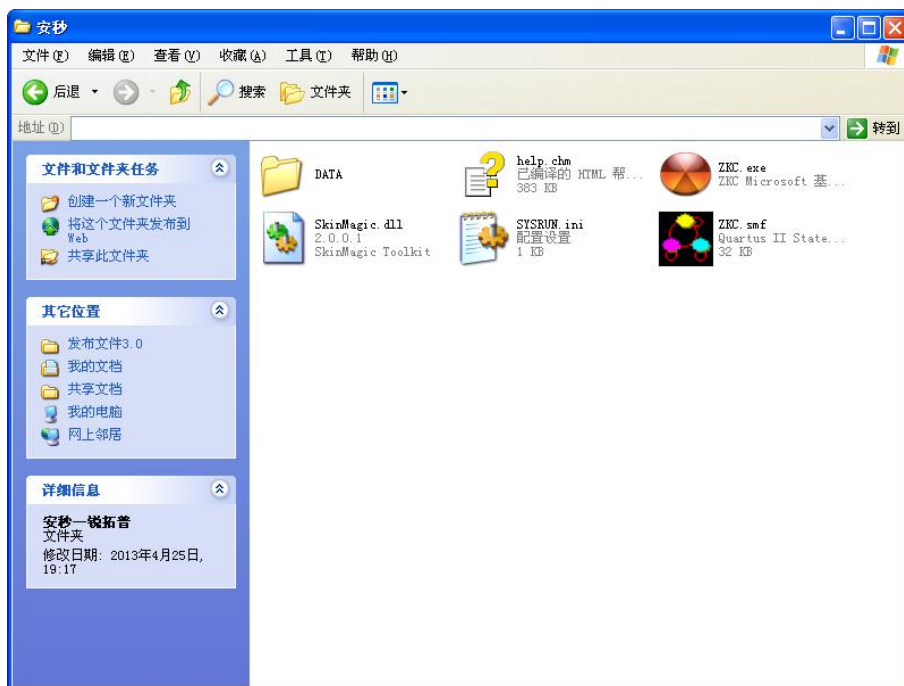 安秒
文件(F) 编辑(E) 查看(V) 收藏(A) 工具(T) 帮助(H)
后退 搜索 文件夹
地址(D) 转到
文件和文件夹任务
创建一个新文件夹
将这个文件夹发布到
Web
共享此文件夹
其它位置
发布文件3.0
我的文档
共享文档
我的电脑
网上邻居
详细信息
安秒—锐拓普
文件夹
修改日期: 2013年4月25日,
19:17
DATA
help.chm
已编译的 HTML 帮...
383 KB
ZKC.exe
ZKC Microsoft 基...
SkinMagic.dll
2.0.0.1
SkinMagic Toolkit
SYSRUN.ini
配置设置
1 KB
ZKC.smf
Quartus II State...
32 KB